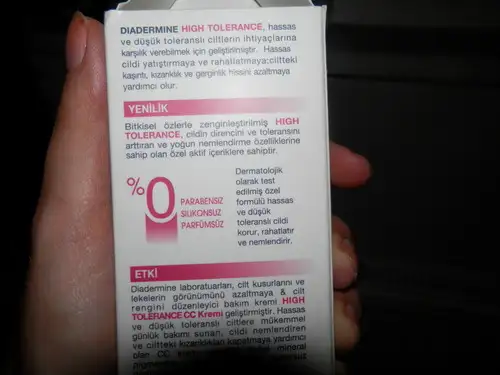 DIADERMINE HIGH TOLERANCE, hassas
ve düşük toleranslı ciltlerin ihtiyaçlarına
karşılık verebilmek için geliştirilmiştir. Hassas
cildi yatıştırmaya ve rahatlatmaya;ciltteki
kaşıntı, kızarıklık ve gerginlik hissini azaltmaya
yardımcı olur.
YENİLİK
Bitkisel özlerle zenginleştirilmiş HIGH
TOLERANCE, cildin direncini ve toleransını
arttıran ve yoğun nemlendirme özelliklerine
sahip olan özel aktif içeriklere sahiptir.
%0
PARABENSİZ
SİLİKONSUZ
PARFÜMSÜZ
Dermatolojik
olarak test
edilmiş özel
formülü hassas
ve düşük
toleranslı cildi
korur, rahatlatır
ve nemlendirir.
ETKİ
Diadermine laboratuarları, cilt kusurlarını ve
lekelerin görünümünü azaltmaya & cilt
rengini düzenleyici bakım kremi HIGH
TOLERANCE CC Kremi geliştirmiştir. Hassas
ve düşük toleranslı ciltlere mükemmel
günlük bakımı sunan, cildi nemlendiren
ve ciltteki kızarıklıkları kapatmaya yardımcı
olan CC mineral